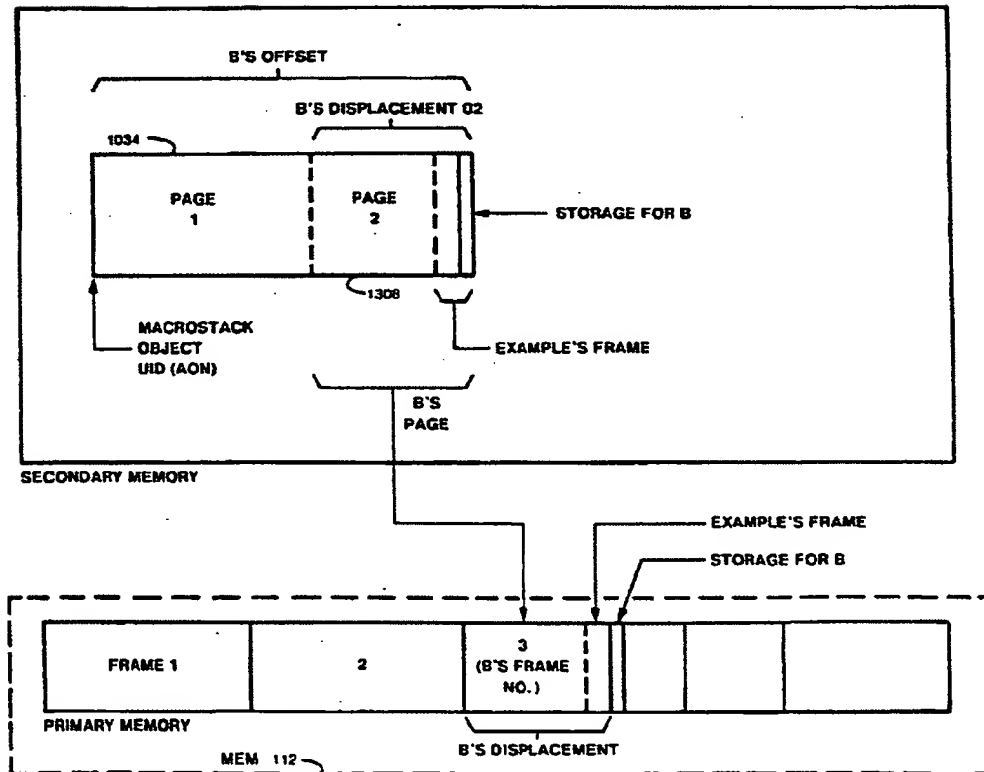 B'S OFFSET
B'S DISPLACEMENT 02
1034
PAGE
1
PAGE
2
STORAGE FOR B
1308
MACROSTACK
OBJECT
UID (AON)
EXAMPLE'S FRAME
B'S
PAGE
SECONDARY MEMORY
EXAMPLE'S FRAME
STORAGE FOR B
FRAME 1
2
3
(B'S FRAME
NO.)
PRIMARY MEMORY
B'S DISPLACEMENT
MEM 112